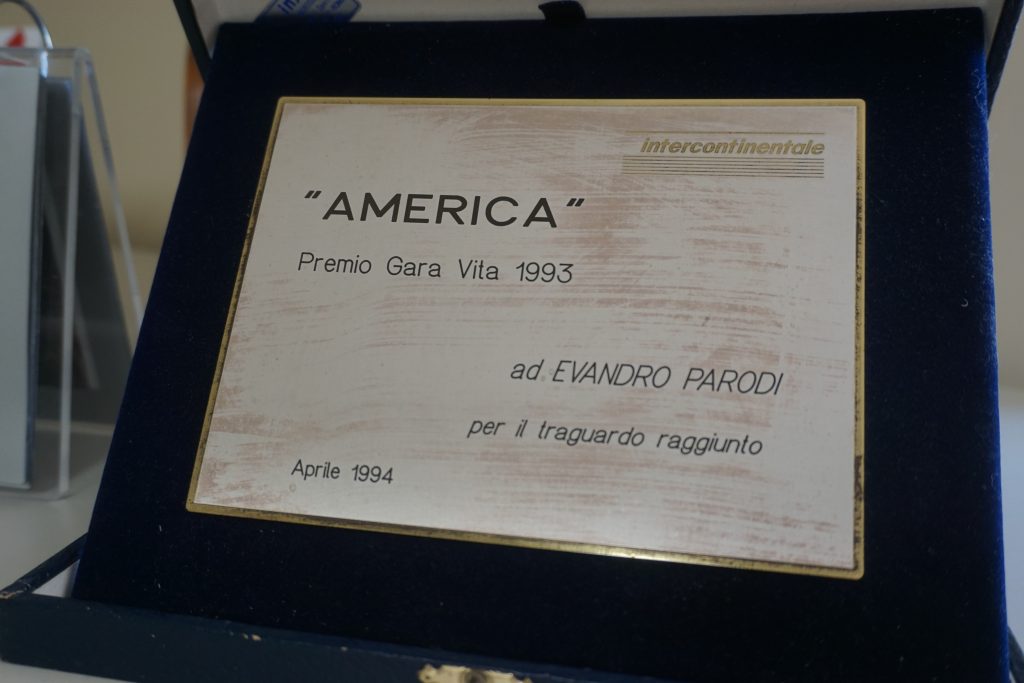 intercontinentale
"AMERICA"
Premio Gara Vita 1993
ad EVANDRO PARODI
per il traguardo raggiunto
Aprile 1994